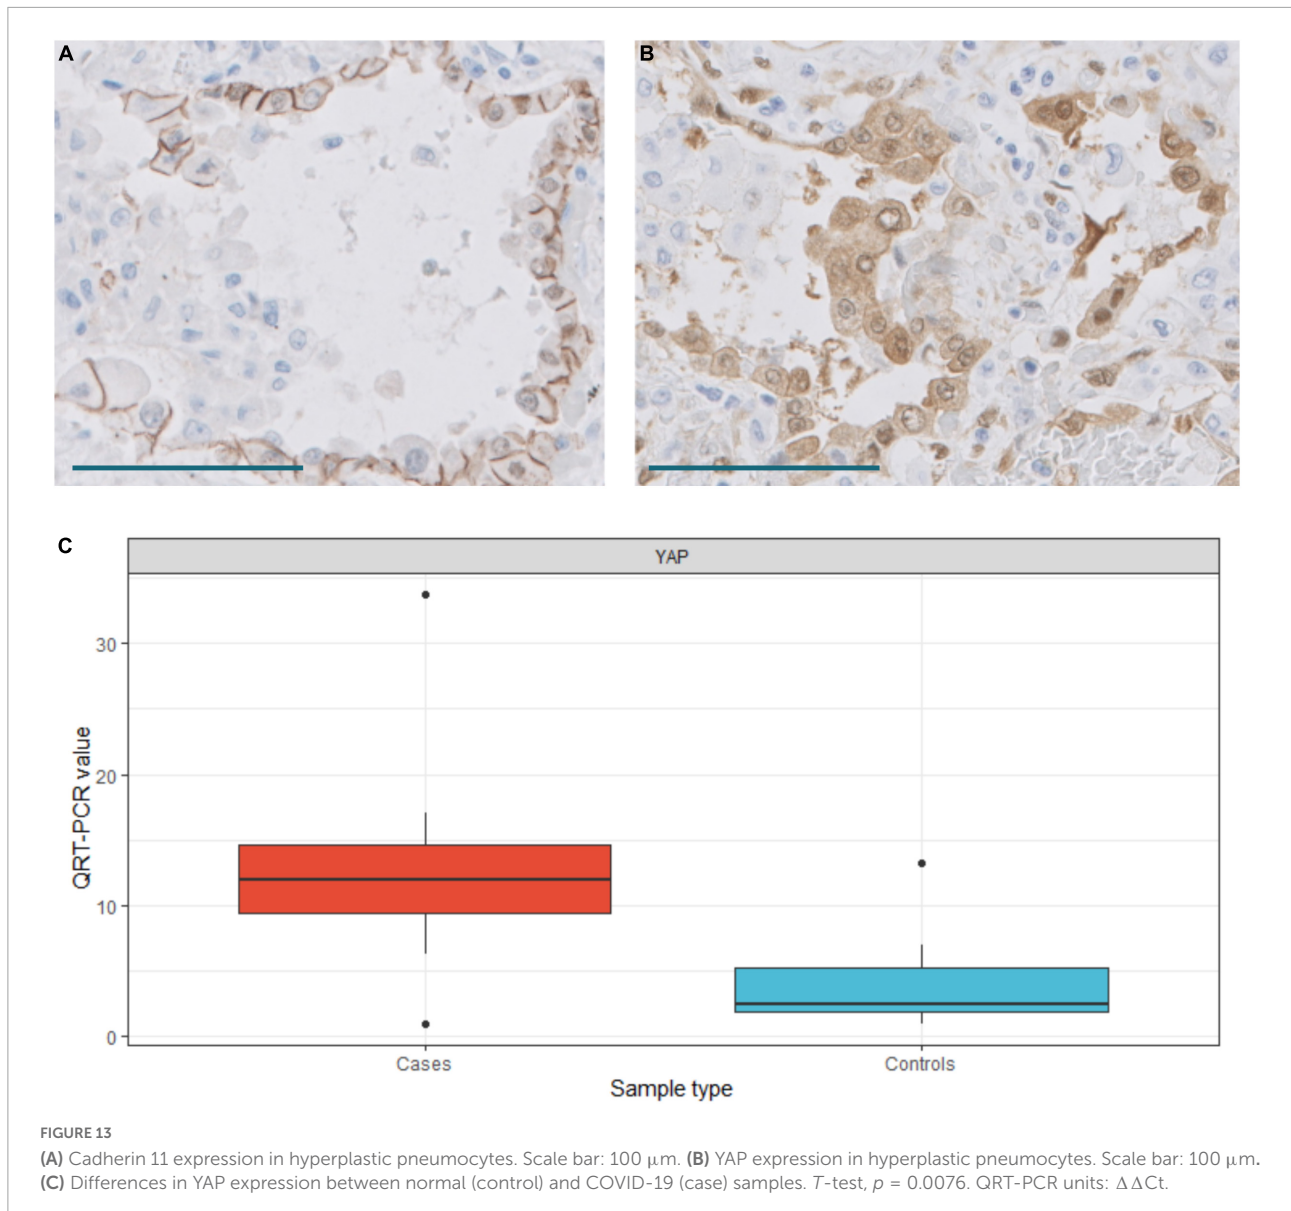 A
B
C
YAP
30
20
10
0
QRT-PCR value
Cases
Controls
Sample type
FIGURE 13
(A) Cadherin 11 expression in hyperplastic pneumocytes. Scale bar: 100 μm. (B) YAP expression in hyperplastic pneumocytes. Scale bar: 100 μm.
(C) Differences in YAP expression between normal (control) and COVID-19 (case) samples. T-test, p = 0.0076. QRT-PCR units: ΔΔCt.